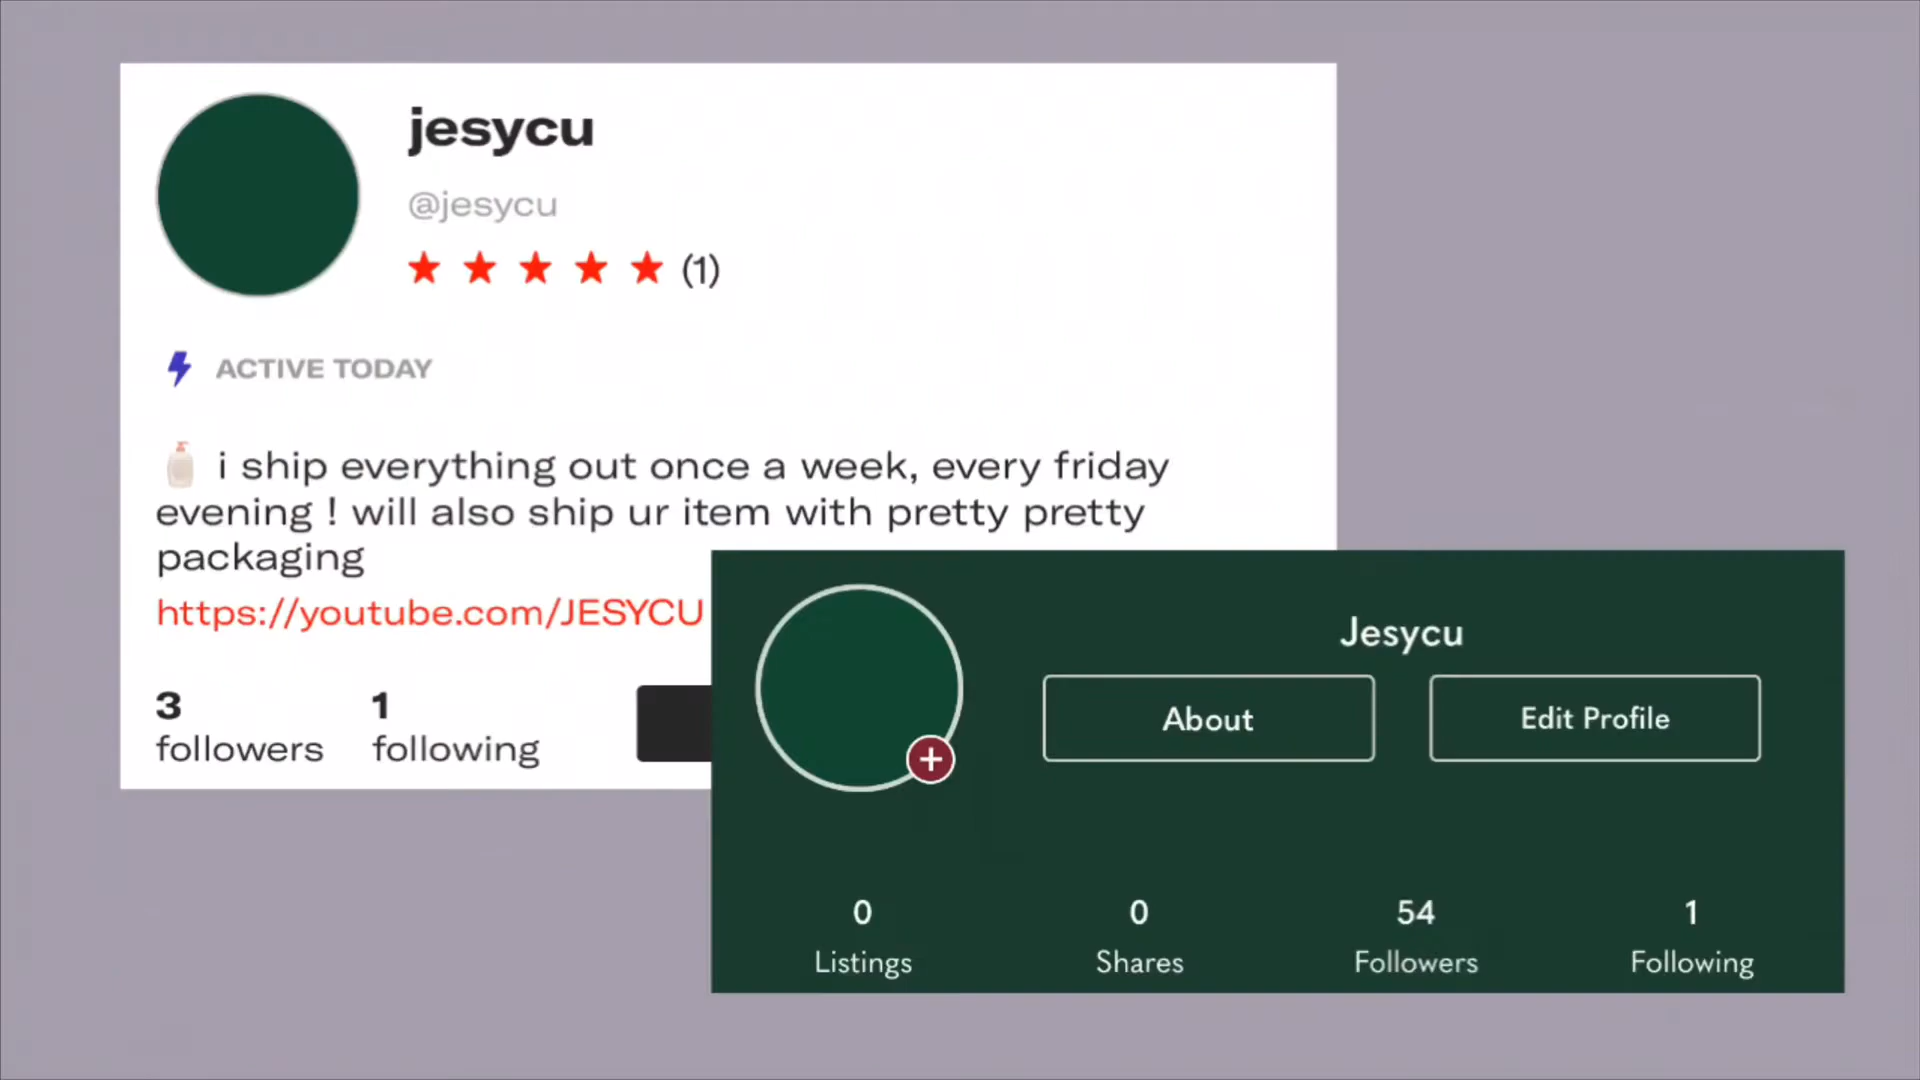 jesycu
@jesycu
(1)
ACTIVE TODAY
i ship everything out once a week, every friday
evening ! will also ship ur item with pretty pretty
packaging
https://youtube.com/JESYCU
3
followers
1
following
Jesycu
About
Edit Profile
0
Listings
0
Shares
54
Followers
1
Following